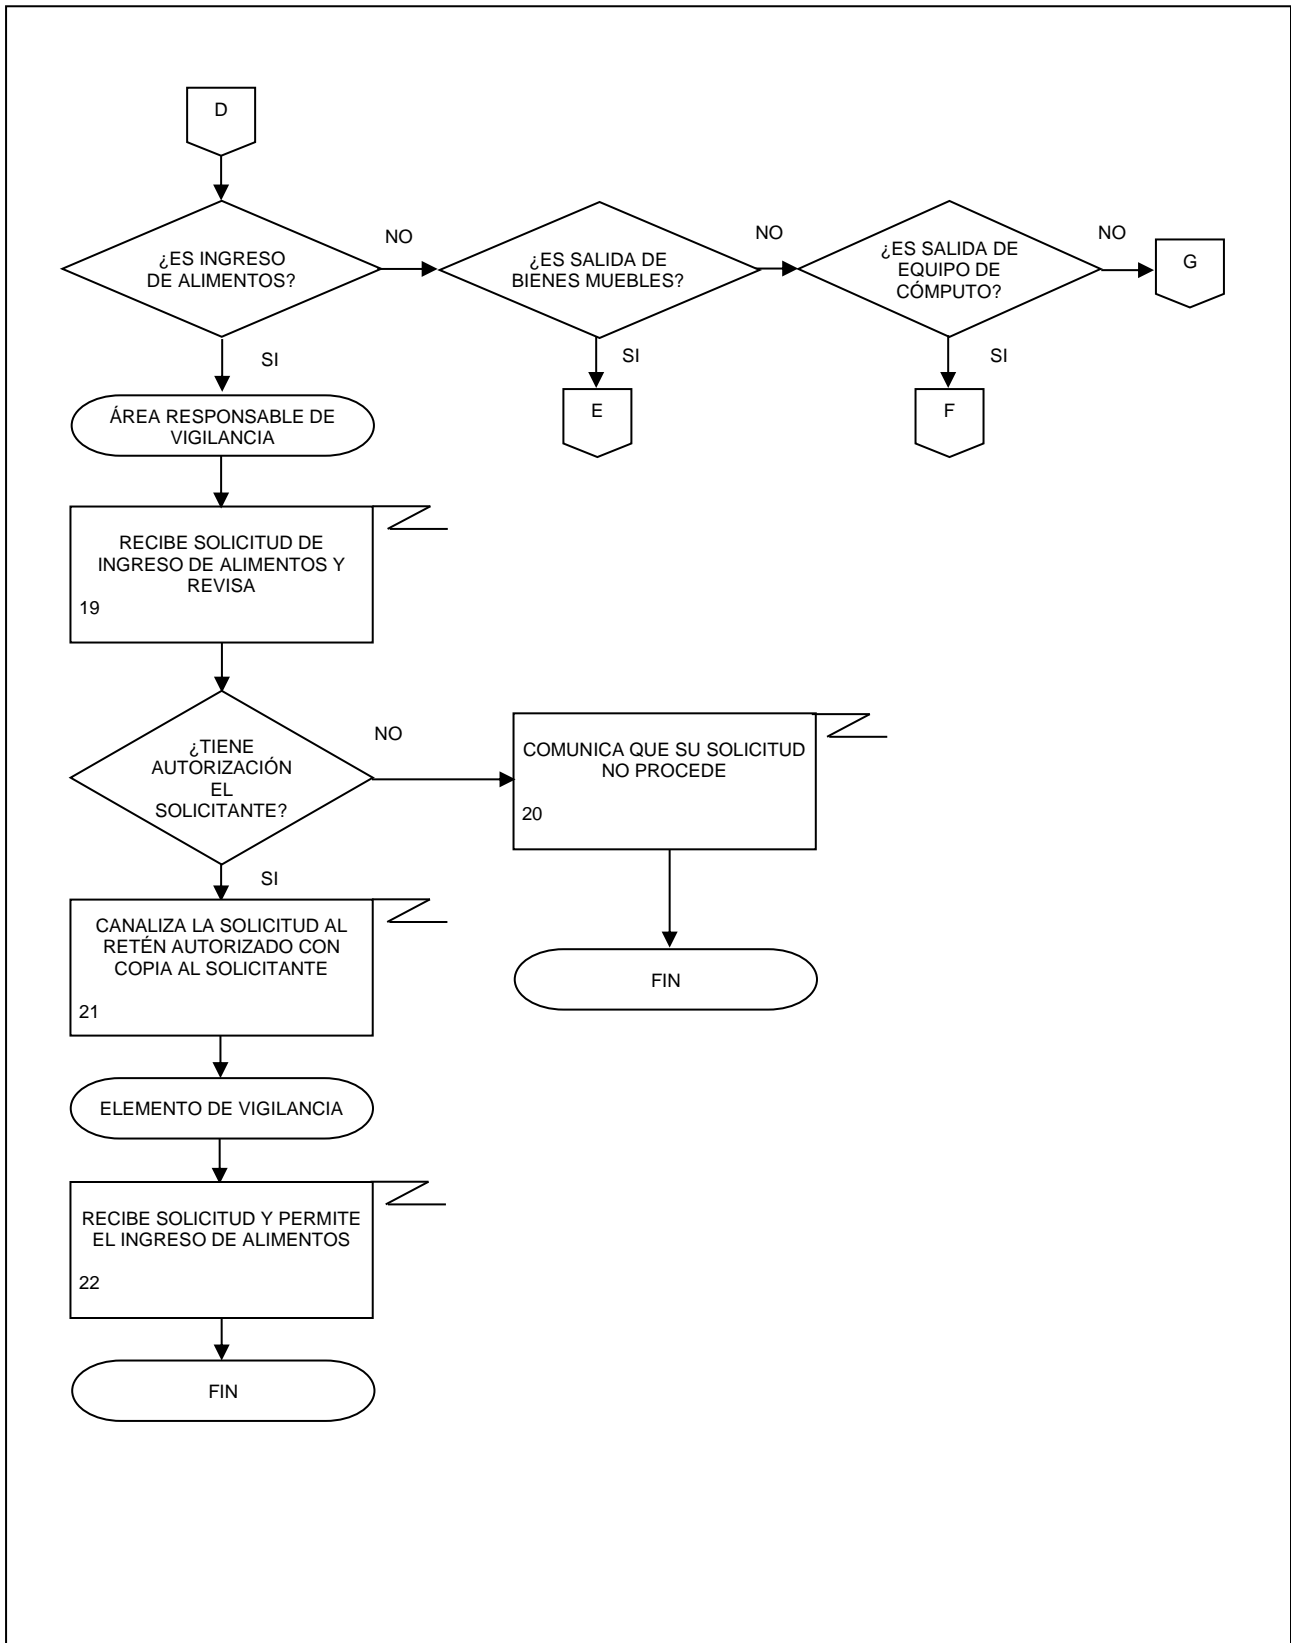 D
¿ES INGRESO
DE ALIMENTOS?
NO
¿ES SALIDA DE
BIENES MUEBLES?
NO
¿ES SALIDA DE
EQUIPO DE
CÓMPUTO?
NO
G
SI
SI
SI
ÁREA RESPONSABLE DE
VIGILANCIA
E
F
RECIBE SOLICITUD DE
INGRESO DE ALIMENTOS Y
REVISA
19
¿TIENE
AUTORIZACIÓN
EL
SOLICITANTE?
NO
COMUNICA QUE SU SOLICITUD
NO PROCEDE
20
SI
CANALIZA LA SOLICITUD AL
RETÉN AUTORIZADO CON
COPIA AL SOLICITANTE
21
FIN
ELEMENTO DE VIGILANCIA
RECIBE SOLICITUD Y PERMITE
EL INGRESO DE ALIMENTOS
22
FIN